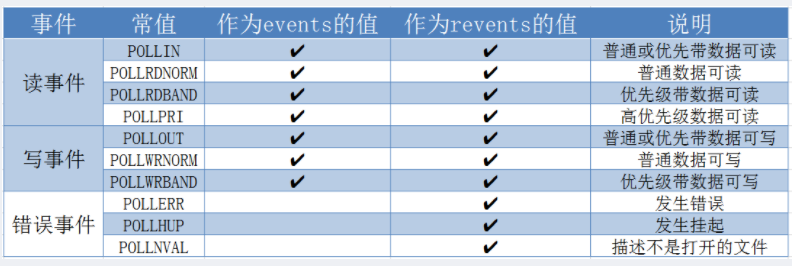 事件 常值 作为events的值 作为revents的值 说明
读事件 POLLIN ✔ ✔ 普通或优先带数据可读
POLLRDNORM ✔ ✔ 普通数据可读
POLLRDBAND ✔ ✔ 优先级带数据可读
POLLPRI ✔ ✔ 高优先级数据可读
写事件 POLLOUT ✔ ✔ 普通或优先带数据可写
POLLWRNORM ✔ ✔ 普通数据可写
POLLWRBAND ✔ ✔ 优先级带数据可写
错误事件 POLLERR ✔ 发生错误
POLLHUP ✔ 发生挂起
POLLNVAL ✔ 描述不是打开的文件